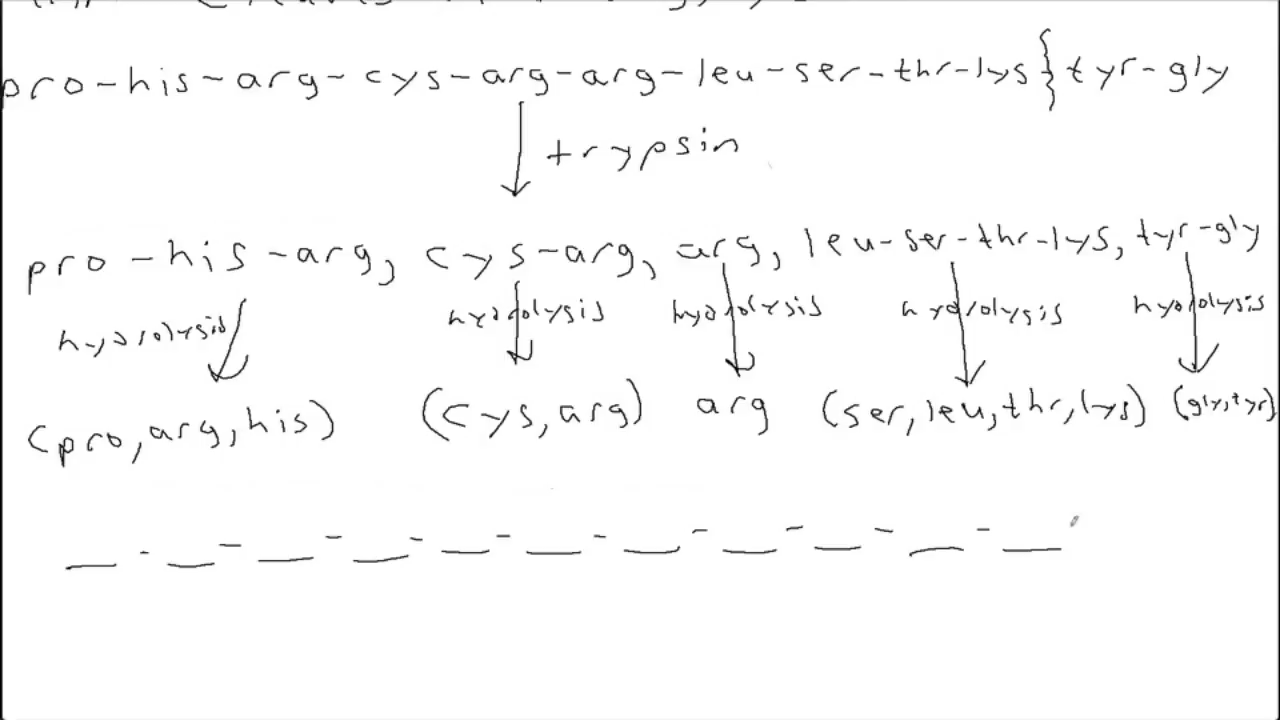 pro-his-arg-cys-arg-arg-leu-ser-thr-lys}tyr-gly
trypsin
pro-his-arg, cys-arg, arg, leu-ser-thr-lys, tyr-gly
hydrolysis hydrolysis hydrolysis hydrolysis hydrolysis
(pro,arg,his) (cys,arg) arg (ser,leu,thr,lys) (gly,tyr)